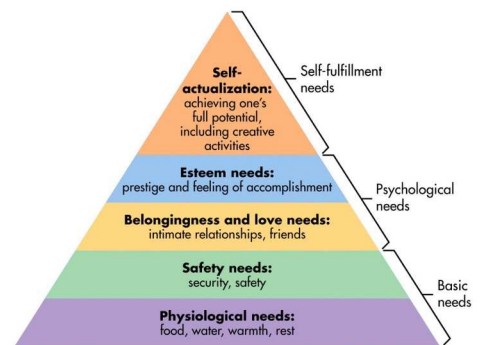 Self-
actualization:
achieving one's
full potential,
including creative
activities
Self-fulfillment
needs
Esteem needs:
prestige and feeling of accomplishment
Psychological
needs
Belongingness and love needs:
intimate relationships, friends
Safety needs:
security, safety
Basic
needs
Physiological needs:
food, water, warmth, rest